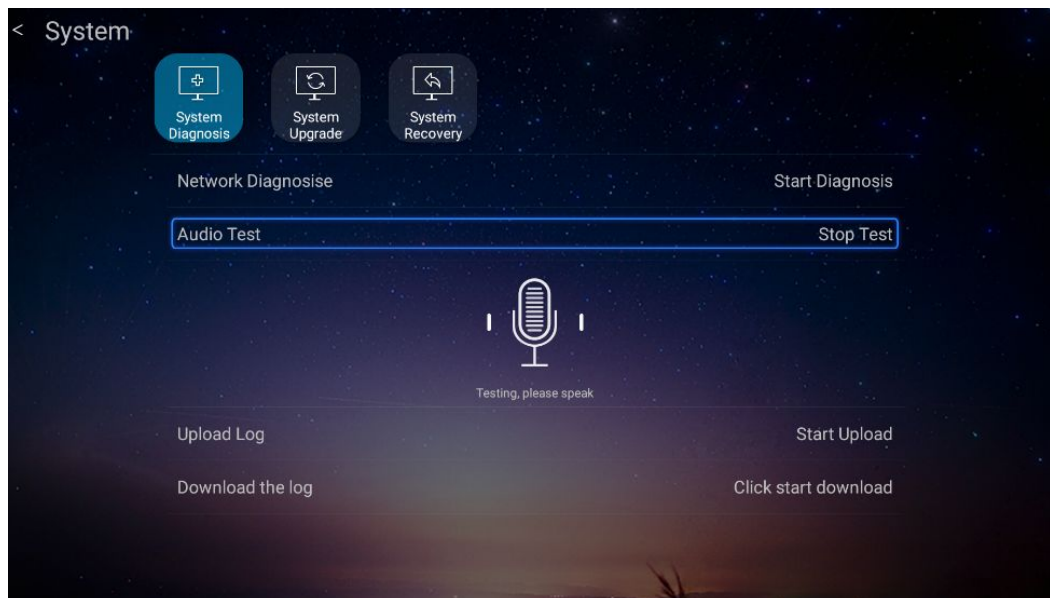 < System
System
Diagnosis
System
Upgrade
System
Recovery
Network Diagnosise
Start Diagnosis
Audio Test
Stop Test
Testing, please speak
Upload Log
Start Upload
Download the log
Click start download